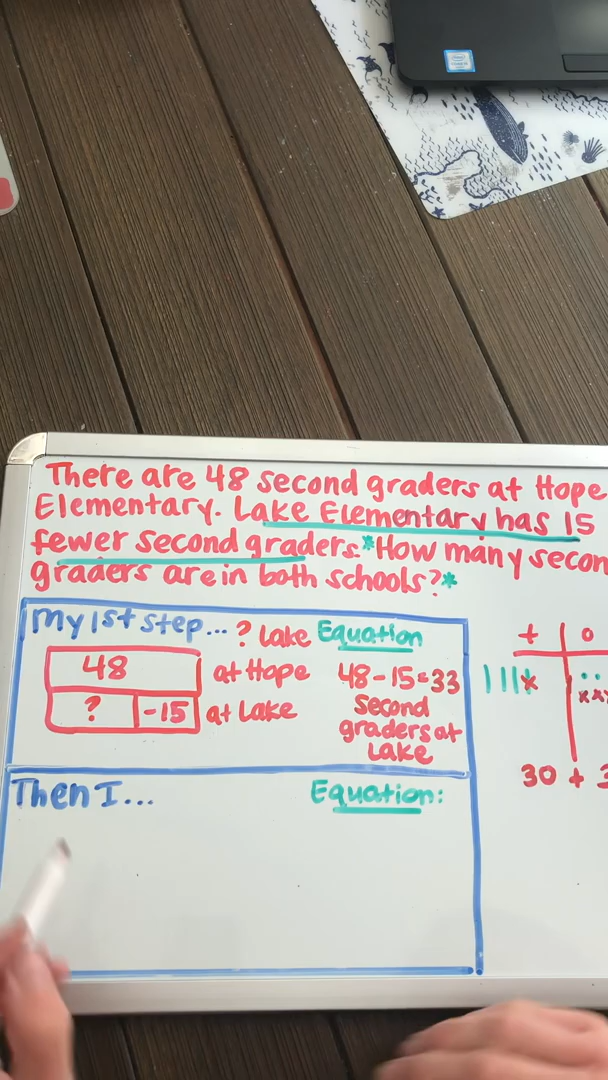 There are 48 second graders at Hope
Elementary. Lake Elementary has 15
fewer second graders.*How many secon
graders are in both schools?*
My 1st step... ? Lake Equation
48 at Hope 48-15=33
? -15 at Lake second
graders at
Lake
t o
30 + 3
Then I... Equation: